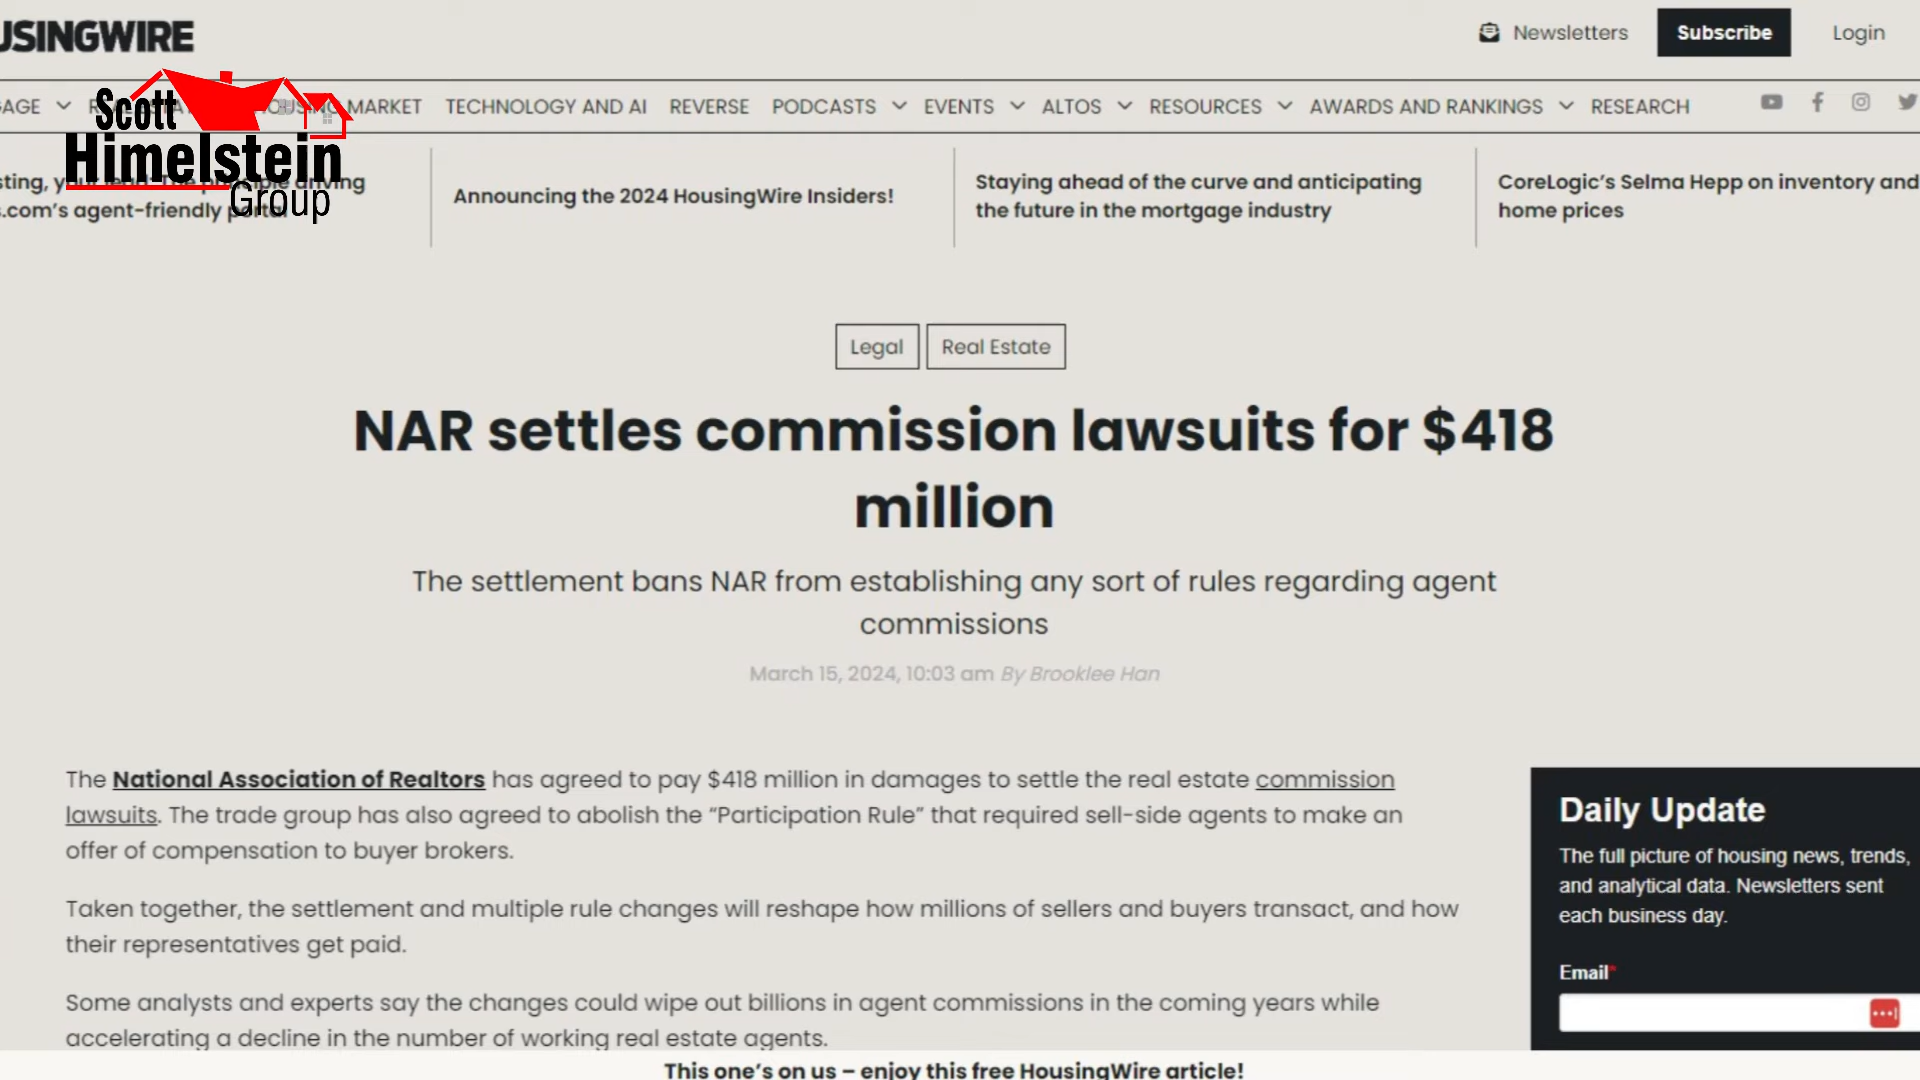 USINGWIRE
Newsletters
Subscribe
Login
GAGE
MARKET
TECHNOLOGY AND AI
REVERSE
PODCASTS
EVENTS
ALTOS
RESOURCES
AWARDS AND RANKINGS
RESEARCH
Scott
Himelstein
Group
sting, your lead: The principle driving
s.com’s agent-friendly portal
Announcing the 2024 HousingWire Insiders!
Staying ahead of the curve and anticipating
the future in the mortgage industry
CoreLogic’s Selma Hepp on inventory and
home prices
Legal
Real Estate
NAR settles commission lawsuits for $418
million
The settlement bans NAR from establishing any sort of rules regarding agent
commissions
March 15, 2024, 10:03 am By Brooklee Han
The National Association of Realtors has agreed to pay $418 million in damages to settle the real estate commission
lawsuits. The trade group has also agreed to abolish the “Participation Rule” that required sell-side agents to make an
offer of compensation to buyer brokers.
Taken together, the settlement and multiple rule changes will reshape how millions of sellers and buyers transact, and how
their representatives get paid.
Some analysts and experts say the changes could wipe out billions in agent commissions in the coming years while
accelerating a decline in the number of working real estate agents.
Daily Update
The full picture of housing news, trends,
and analytical data. Newsletters sent
each business day.
Email*
This one’s on us – enjoy this free HousingWire article!